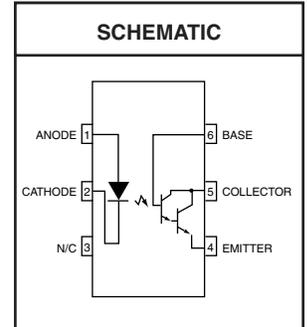 SCHEMATIC
ANODE 1
6 BASE
CATHODE 2
5 COLLECTOR
N/C 3
4 EMITTER